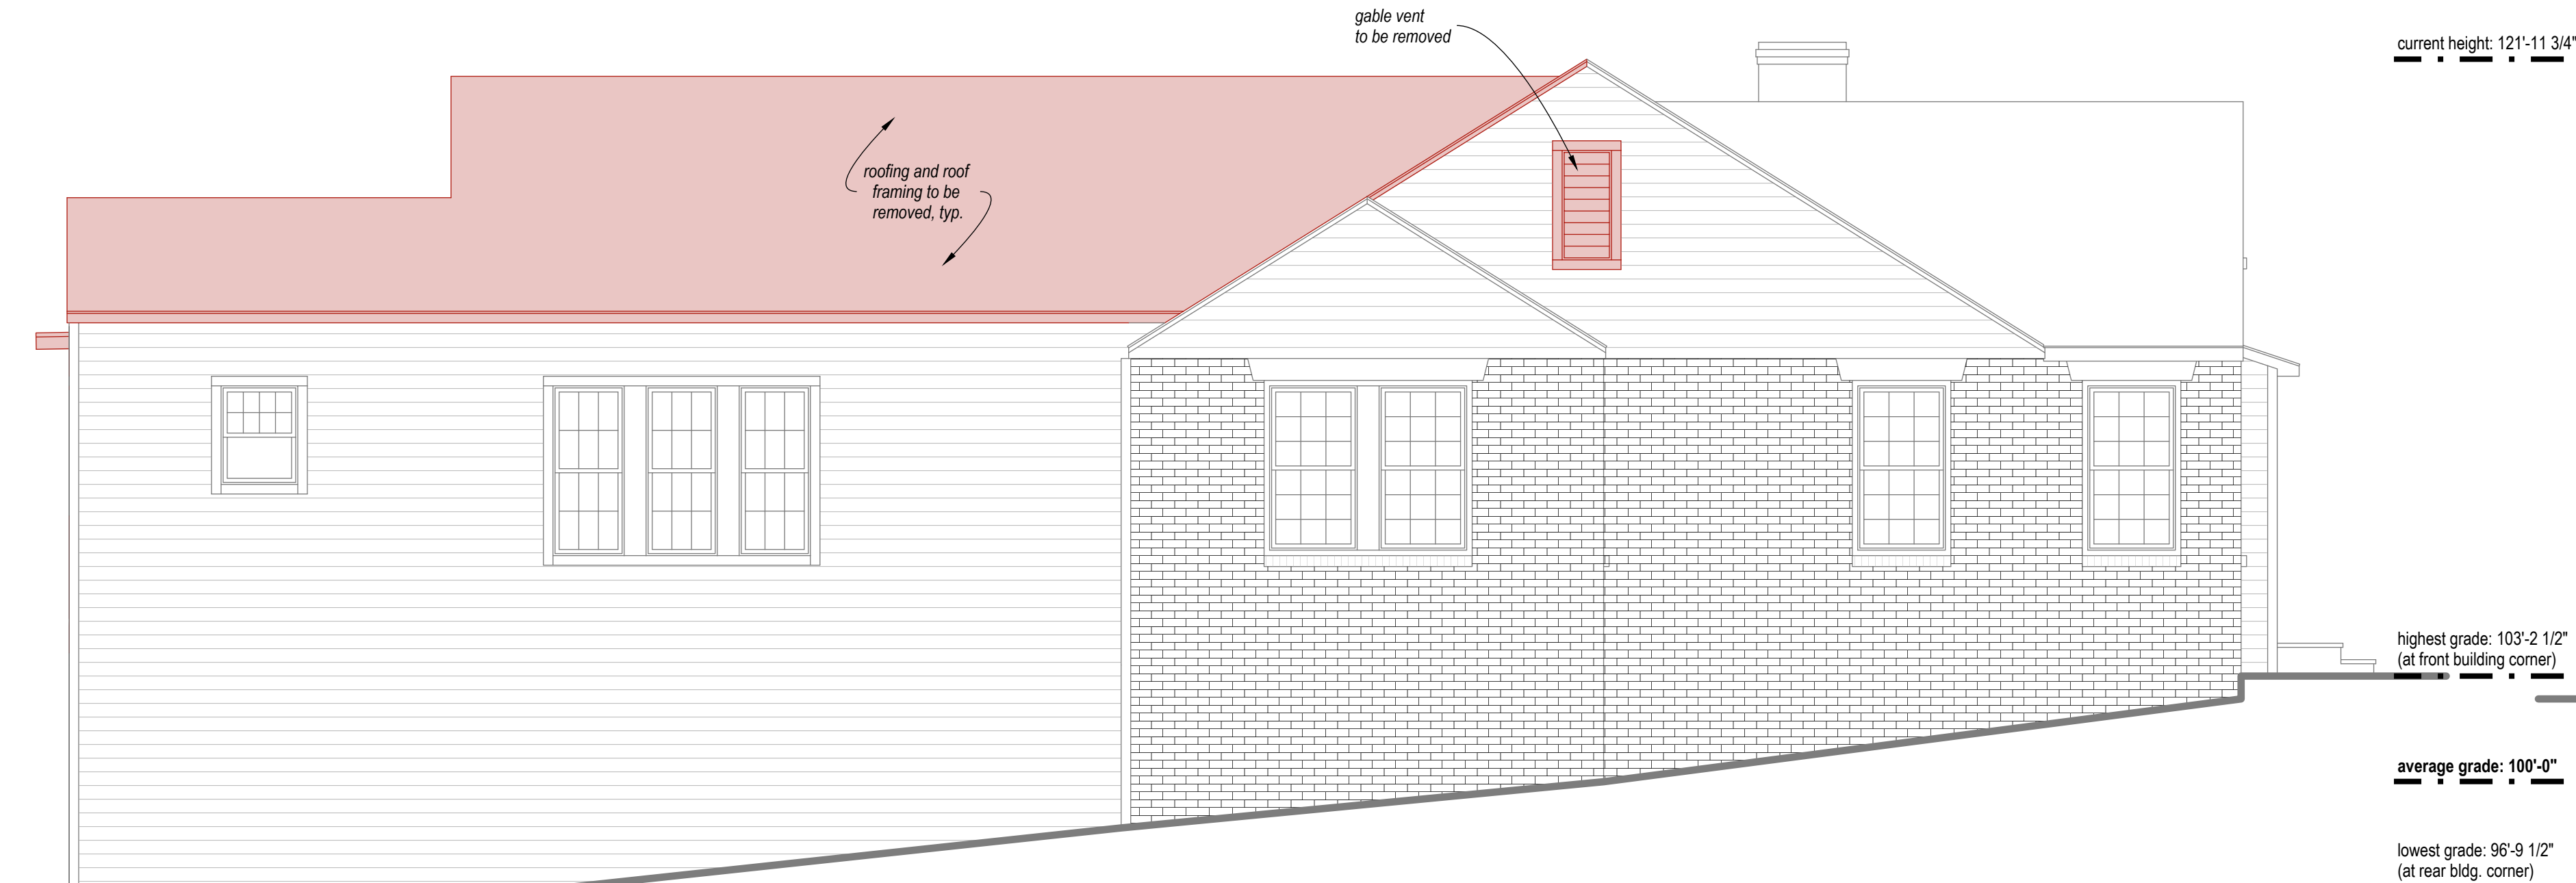 gable vent
to be removed
current height: 121'-11 3/4"
roofing and roof
framing to be
removed, typ.
highest grade: 103'-2 1/2"
(at front building corner)
average grade: 100'-0"
lowest grade: 96'-9 1/2"
(at rear bldg. corner)